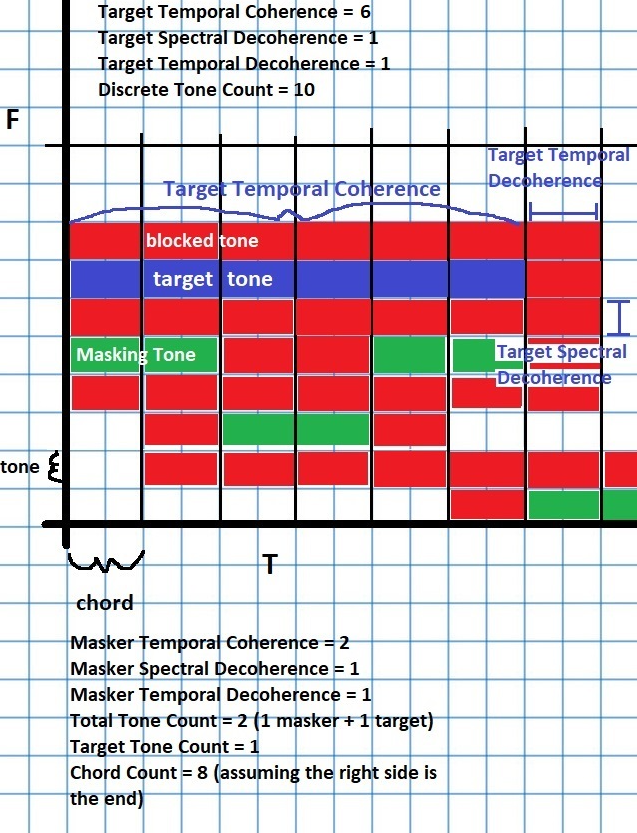 Target Temporal Coherence = 6
Target Spectral Decoherence = 1
Target Temporal Decoherence = 1
Discrete Tone Count = 10
F
Target Temporal
Decoherence
Target Temporal Coherence
blocked tone
target tone
Masking Tone
Target Spectral
Decoherence
tone
T
chord
Masker Temporal Coherence = 2
Masker Spectral Decoherence = 1
Masker Temporal Decoherence = 1
Total Tone Count = 2 (1 masker + 1 target)
Target Tone Count = 1
Chord Count = 8 (assuming the right side is
the end)